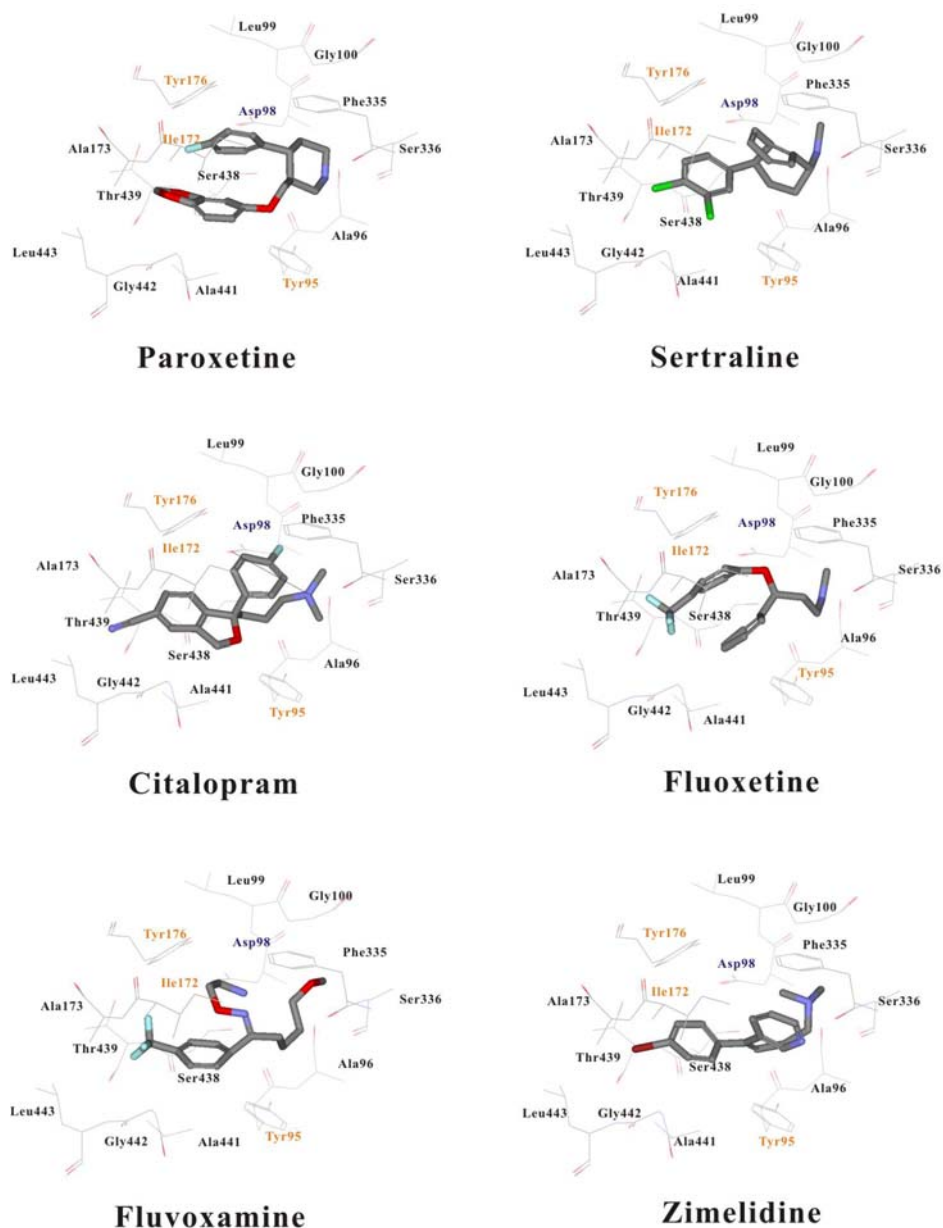 Leu99
Gly100
Tyr176
Phe335
Asp98
Ile172
Ala173
Ser336
Ser438
Thr439
Ala96
Leu443
Gly442
Ala441
Tyr95
Paroxetine
Leu99
Gly100
Tyr176
Phe335
Asp98
Ile172
Ala173
Ser336
Thr439
Ser438
Ala96
Leu443
Gly442
Ala441
Tyr95
Sertraline
Leu99
Gly100
Tyr176
Asp98
Phe335
Ile172
Ala173
Ser336
Thr439
Ser438
Ala96
Leu443
Gly442
Ala441
Tyr95
Citalopram
Leu99
Gly100
Tyr176
Asp98
Phe335
Ile172
Ala173
Ser336
Thr439
Ser438
Ala96
Tyr95
Leu443
Gly442
Ala441
Fluoxetine
Leu99
Gly100
Tyr176
Asp98
Phe335
Ile172
Ala173
Ser336
Thr439
Ser438
Ala96
Leu443
Gly442
Ala441
Tyr95
Fluvoxamine
Leu99
Gly100
Tyr176
Phe335
Asp98
Ile172
Ala173
Ser336
Thr439
Ser438
Ala96
Leu443
Gly442
Ala441
Tyr95
Zimelidine